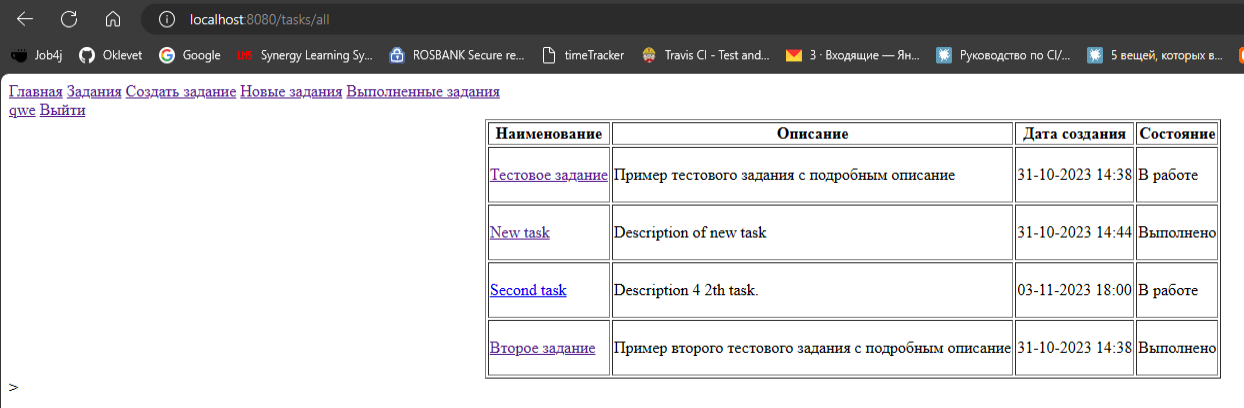 localhost:8080/tasks/all
Job4j Oklevet Google LMS Synergy Learning Sy... ROSBANK Secure re... timeTracker Travis CI - Test and... 3 · Входящие — Ян... Руководство по CI/... 5 вещей, которых в...
Главная Задания Создать задание Новые задания Выполненные задания
qwe Выйти
Наименование Описание Дата создания Состояние
Тестовое задание Пример тестового задания с подробным описание 31-10-2023 14:38 В работе
New task Description of new task 31-10-2023 14:44 Выполнено
Second task Description 4 2th task. 03-11-2023 18:00 В работе
Второе задание Пример второго тестового задания с подробным описание 31-10-2023 14:38 Выполнено
>